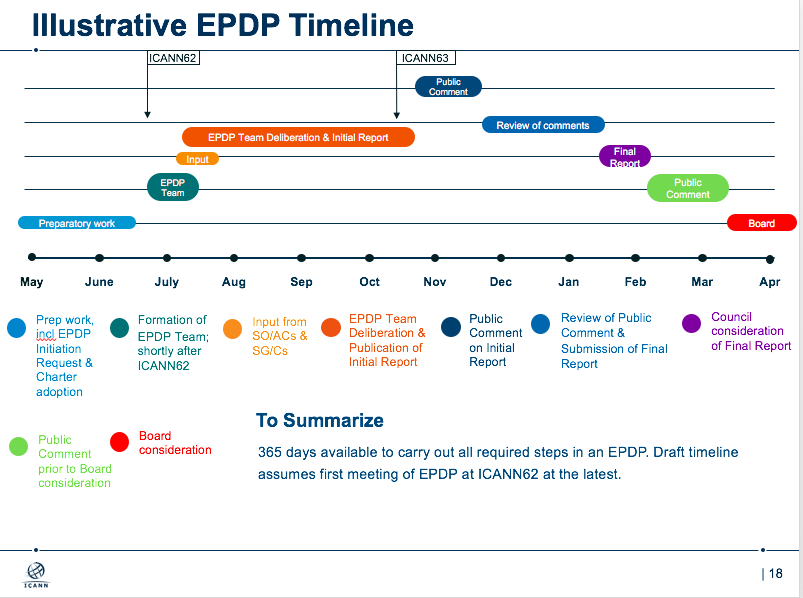 Illustrative EPDP Timeline
ICANN62
ICANN63
Public
Comment
Review of comments
EPDP Team Deliberation & Initial Report
Input
Final
Report
EPDP
Team
Public
Comment
Preparatory work
Board
May June July Aug Sep Oct Nov Dec Jan Feb Mar Apr
Prep work,
incl EPDP
Initiation
Request &
Charter
adoption
Formation of
EPDP Team;
shortly after
ICANN62
Input from
SO/ACs &
SG/Cs
EPDP Team
Deliberation &
Publication of
Initial Report
Public
Comment
on Initial
Report
Review of Public
Comment &
Submission of Final
Report
Council
consideration
of Final Report
Public
Comment
prior to Board
consideration
Board
consideration
To Summarize
365 days available to carry out all required steps in an EPDP. Draft timeline
assumes first meeting of EPDP at ICANN62 at the latest.
ICANN
| 18